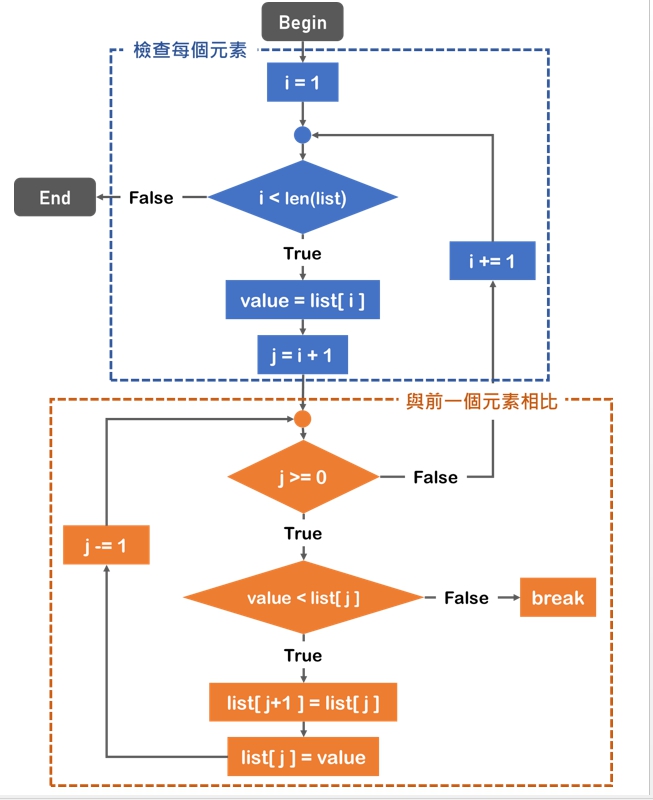 Begin
檢查每個元素
i = 1
i < len(list)
False
End
True
i += 1
value = list[ i ]
j = i + 1
與前一個元素相比
j >= 0
False
True
j -= 1
value < list[ j ]
False
break
True
list[ j+1 ] = list[ j ]
list[ j ] = value